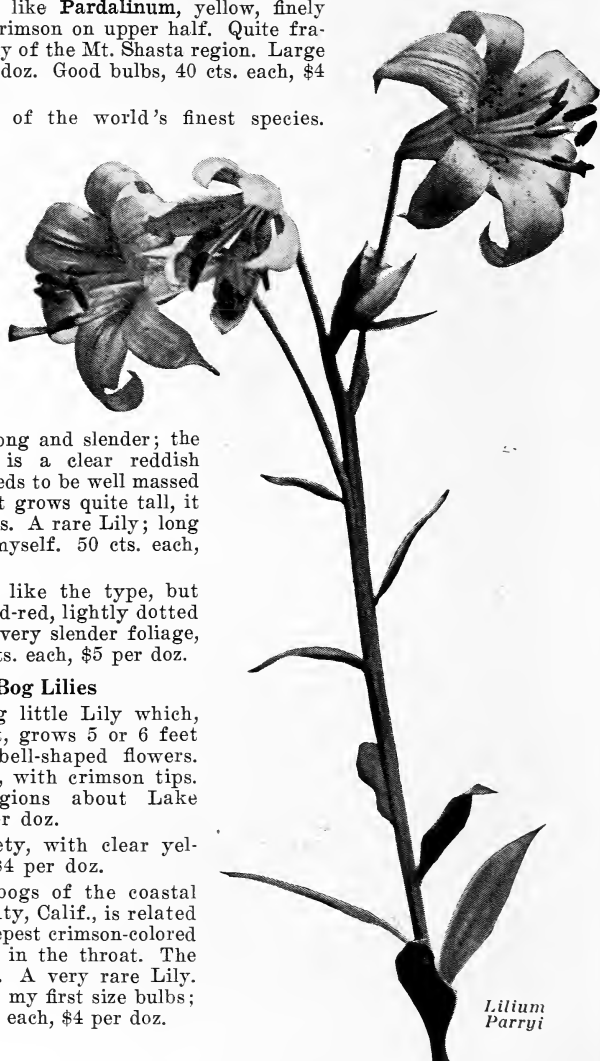 like Pardalinum, yellow, finely
rimson on upper half. Quite fra-
y of the Mt. Shasta region. Large
doz. Good bulbs, 40 cts. each, $4
of the world's finest species.
ong and slender; the
is a clear reddish
eds to be well massed
t grows quite tall, it
s. A rare Lily; long
myself. 50 cts. each,
like the type, but
d-red, lightly dotted
very slender foliage,
ts. each, $5 per doz.
Bog Lilies
g little Lily which,
t, grows 5 or 6 feet
bell-shaped flowers.
, with crimson tips.
gions about Lake
r doz.
ety, with clear yel-
$4 per doz.
bogs of the coastal
ty, Calif., is related
epest crimson-colored
in the throat. The
. A very rare Lily.
my first size bulbs;
each, $4 per doz.
Lilium
Parryi